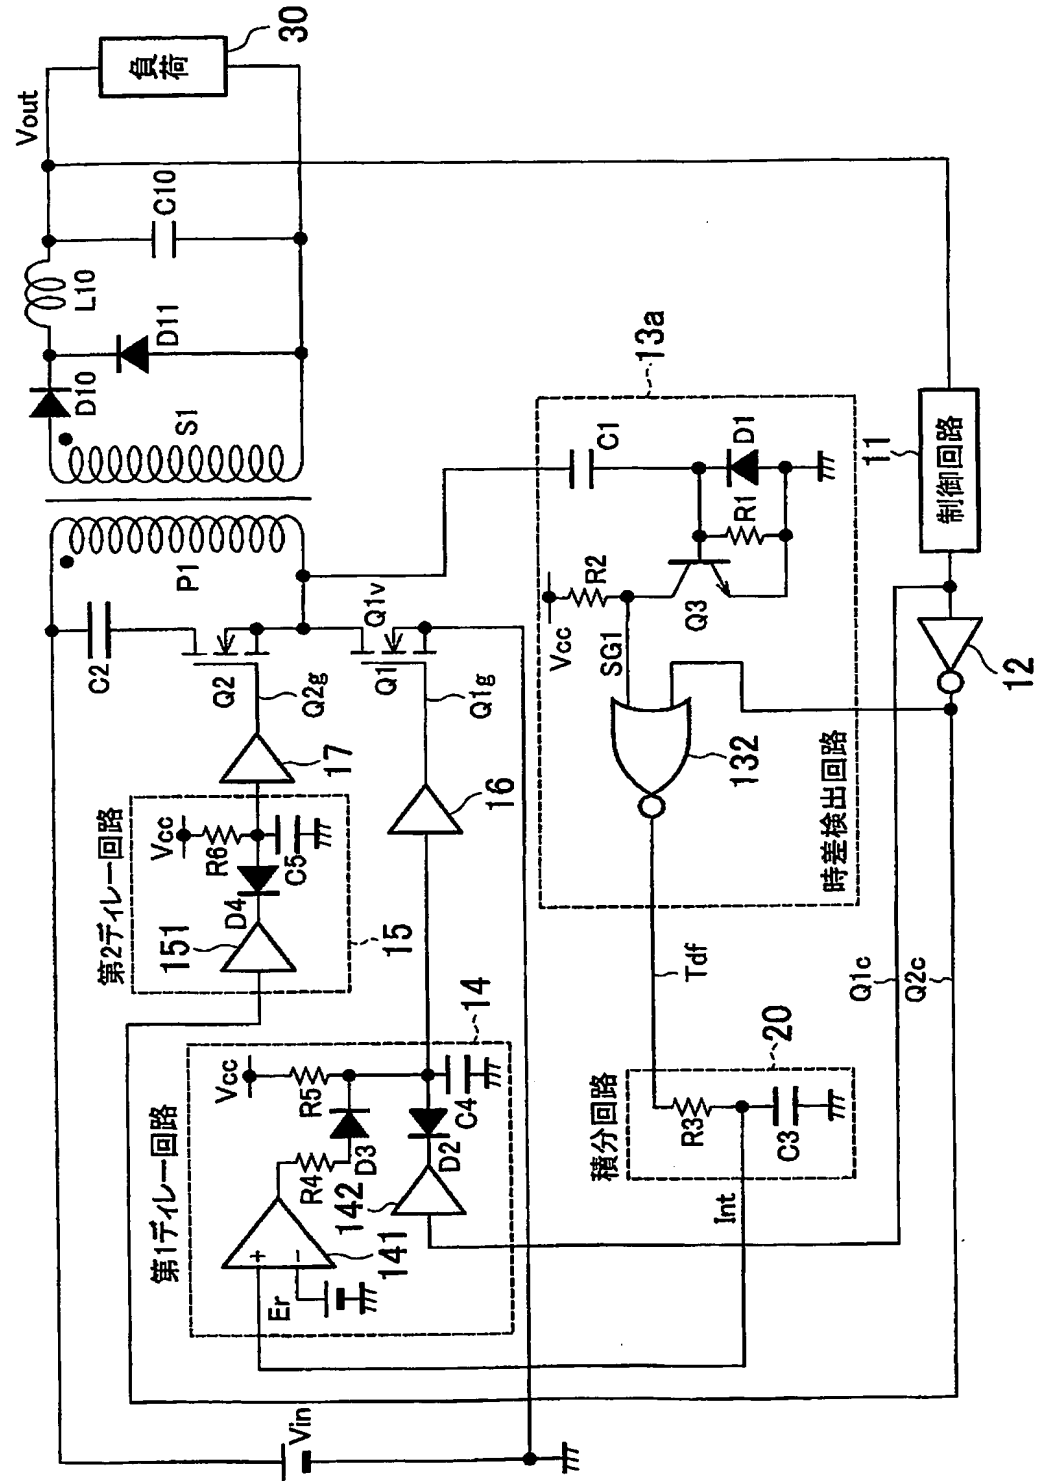 Vin
C2
P1
S1
D10
D11
L10
C10
Vout
負荷
30
Q2
Q2g
Q1v
Q1
Q1g
17
16
第2ディレー回路
Vcc
R6
C5
D4
151
15
第1ディレー回路
Vcc
R5
R4
D3
D2
C4
142
141
+
-
Er
14
13a
C1
D1
R1
R2
Vcc
Q3
SG1
132
時差検出回路
Tdf
積分回路
20
R3
C3
Int
Q1c
Q2c
11
制御回路
12